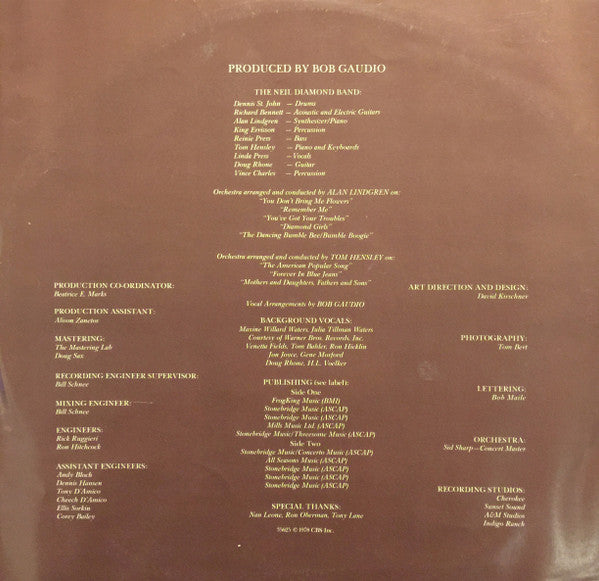 PRODUCED BY BOB GAUDIO
THE NEIL DIAMOND BAND:
Dennis St. John — Drums
Richard Bennett — Acoustic and Electric Guitars
Alan Lindgren — Synthesizer/Piano
King Errisson — Percussion
Reinie Press — Bass
Tom Hensley — Piano and Keyboards
Linda Press — Vocals
Doug Rhone — Guitar
Vince Charles — Percussion
Orchestra arranged and conducted by ALAN LINDGREN on:
"You Don't Bring Me Flowers"
"Remember Me"
"You've Got Your Troubles"
"Diamond Girls"
"The Dancing Bumble Bee/Bumble Boogie"
Orchestra arranged and conducted by TOM HENSLEY on:
"The American Popular Song"
"Forever In Blue Jeans"
"Mothers and Daughters, Fathers and Sons"
Vocal Arrangements by BOB GAUDIO
BACKGROUND VOCALS:
Maxine Willard Waters, Julia Tillman Waters
Courtesy of Warner Bros. Records, Inc.
Venetta Fields, Tom Bahler, Ron Hicklin
Jon Joyce, Gene Morford
Doug Rhone, H.L. Voelker
PUBLISHING (see label):
Side One
FrogKing Music (BMI)
Stonebridge Music (ASCAP)
Stonebridge Music (ASCAP)
Mills Music Ltd. (ASCAP)
Stonebridge Music/Threesome Music (ASCAP)
Side Two
Stonebridge Music/Concerto Music (ASCAP)
All Seasons Music (ASCAP)
Stonebridge Music (ASCAP)
Stonebridge Music (ASCAP)
Stonebridge Music (ASCAP)
SPECIAL THANKS:
Nan Leone, Ron Oberman, Tony Lane
35625 © 1978 CBS Inc.
PRODUCTION CO-ORDINATOR:
Beatrice E. Marks
PRODUCTION ASSISTANT:
Alison Zanetos
MASTERING:
The Mastering Lab
Doug Sax
RECORDING ENGINEER SUPERVISOR:
Bill Schnee
MIXING ENGINEER:
Bill Schnee
ENGINEERS:
Rick Ruggieri
Ron Hitchcock
ASSISTANT ENGINEERS:
Andy Bloch
Dennis Hansen
Tony D'Amico
Cheech D'Amico
Ellis Sorkin
Corey Bailey
ART DIRECTION AND DESIGN:
David Kirschner
PHOTOGRAPHY:
Tom Bert
LETTERING:
Bob Maile
ORCHESTRA:
Sid Sharp—Concert Master
RECORDING STUDIOS:
Cherokee
Sunset Sound
A&M Studios
Indigo Ranch